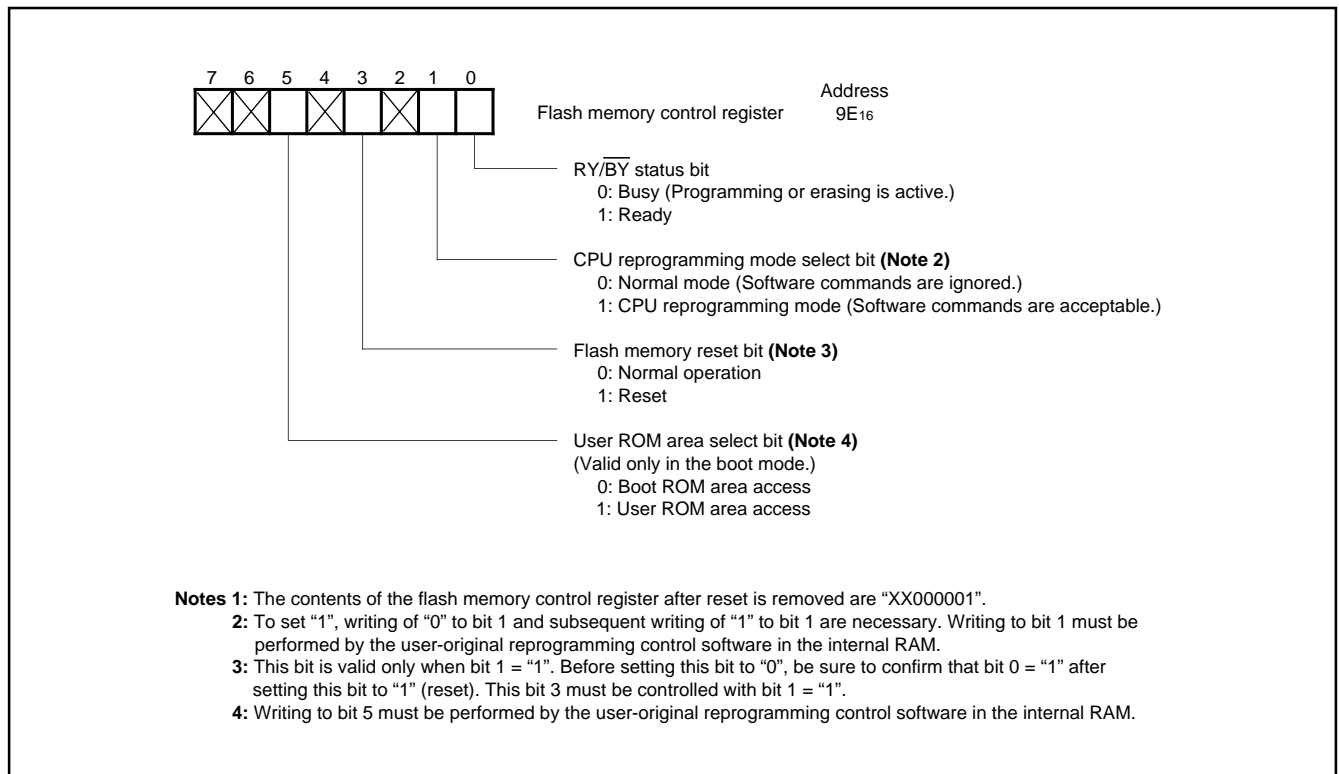 7 6 5 4 3 2 1 0
Address
Flash memory control register 9E16
RY/BY status bit
0: Busy (Programming or erasing is active.)
1: Ready
CPU reprogramming mode select bit (Note 2)
0: Normal mode (Software commands are ignored.)
1: CPU reprogramming mode (Software commands are acceptable.)
Flash memory reset bit (Note 3)
0: Normal operation
1: Reset
User ROM area select bit (Note 4)
(Valid only in the boot mode.)
0: Boot ROM area access
1: User ROM area access
Notes 1: The contents of the flash memory control register after reset is removed are “XX000001”.
2: To set “1”, writing of “0” to bit 1 and subsequent writing of “1” to bit 1 are necessary. Writing to bit 1 must be
performed by the user-original reprogramming control software in the internal RAM.
3: This bit is valid only when bit 1 = “1”. Before setting this bit to “0”, be sure to confirm that bit 0 = “1” after
setting this bit to “1” (reset). This bit 3 must be controlled with bit 1 = “1”.
4: Writing to bit 5 must be performed by the user-original reprogramming control software in the internal RAM.